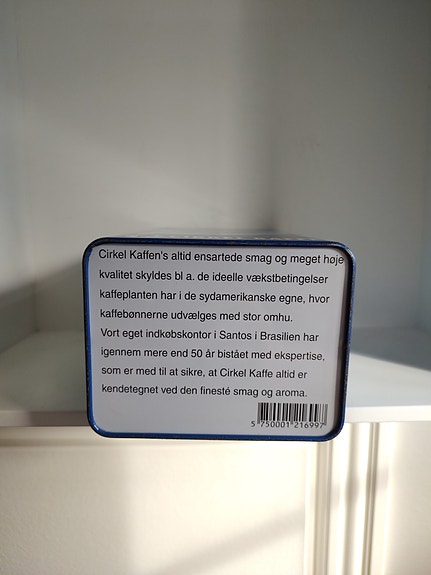 Cirkel Kaffen's altid ensartede smag og meget høje
kvalitet skyldes bl a. de ideelle vækstbetingelser
kaffeplanten har i de sydamerikanske egne, hvor
kaffebønnerne udvælges med stor omhu.
Vort eget indkøbskontor i Santos i Brasilien har
igennem mere end 50 år bistået med ekspertise,
som er med til at sikre, at Cirkel Kaffe altid er
kendetegnet ved den finesté smag og aroma.
5 750001 216997